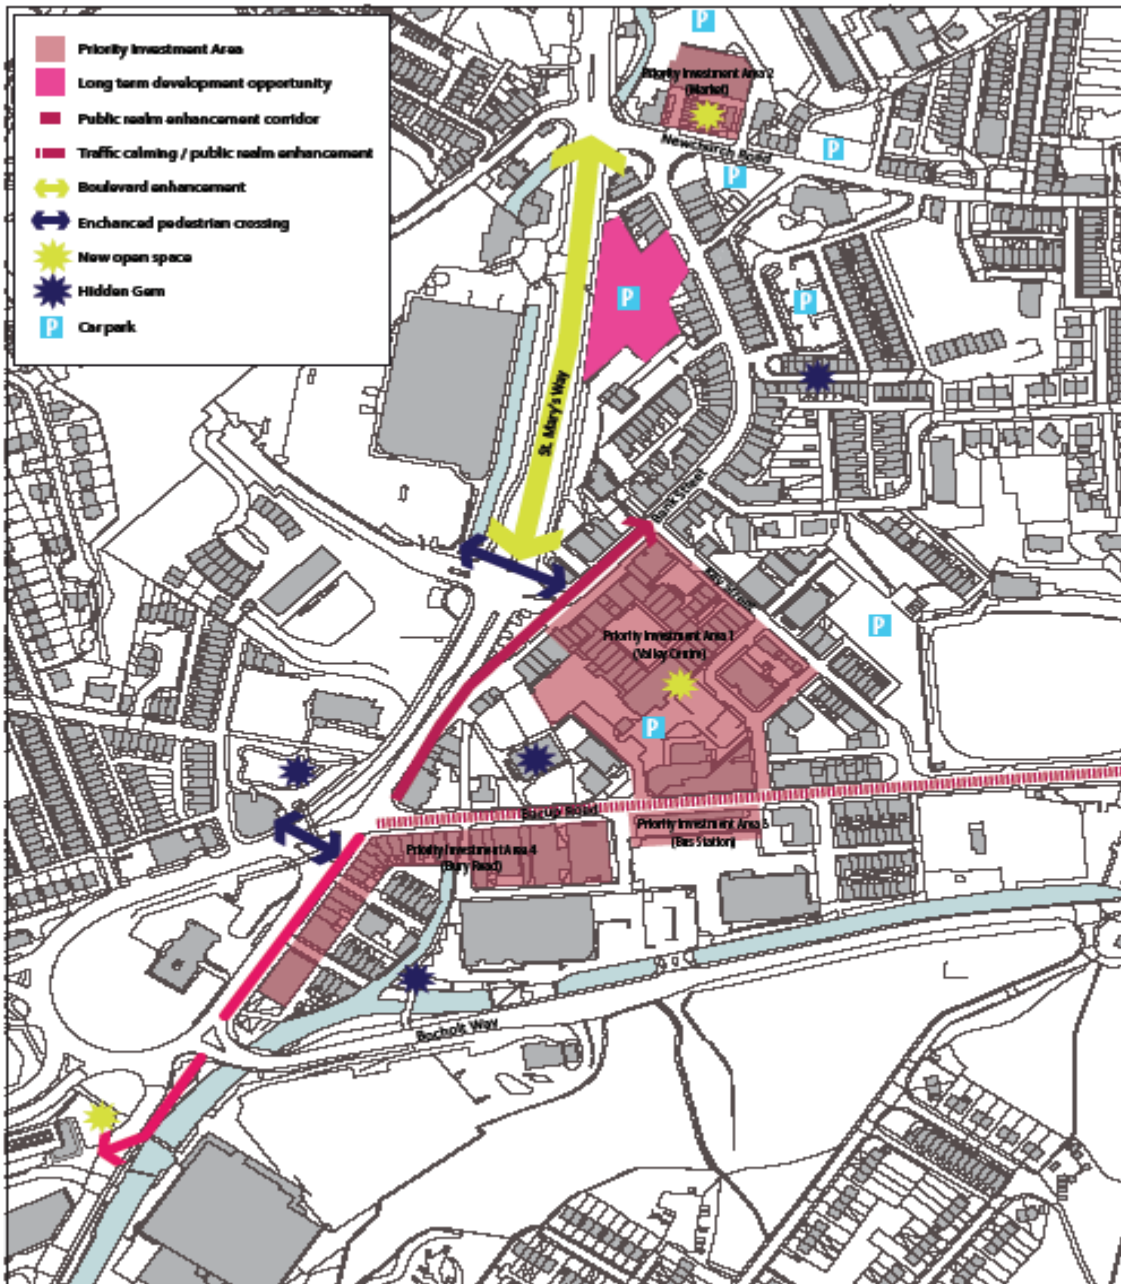 Priority Investment Area
Long term development opportunity
Public realm enhancement corridor
Traffic calming / public realm enhancement
Boulevard enhancement
Enchanced pedestrian crossing
New open space
Hidden Gem
P Car park
P
Priority Investment Area 2
(Market)
Newchurch Road
P
P
P
P
St. Mary's Way
Bank Street
P
Priority Investment Area 1
(Valley Centre)
P
Bacup Road
Priority Investment Area 3
(Bus Station)
Priority Investment Area 4
(Bury Road)
Bocholt Way